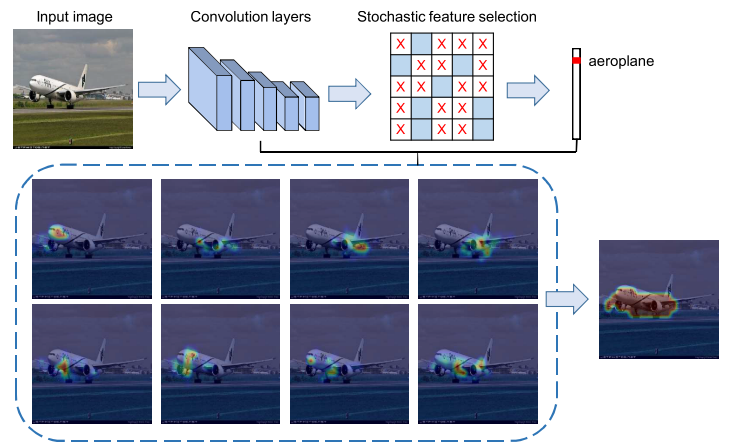 Input image
Convolution layers
Stochastic feature selection
X X X X
X X X
X X X
X X X
X X X
aeroplane